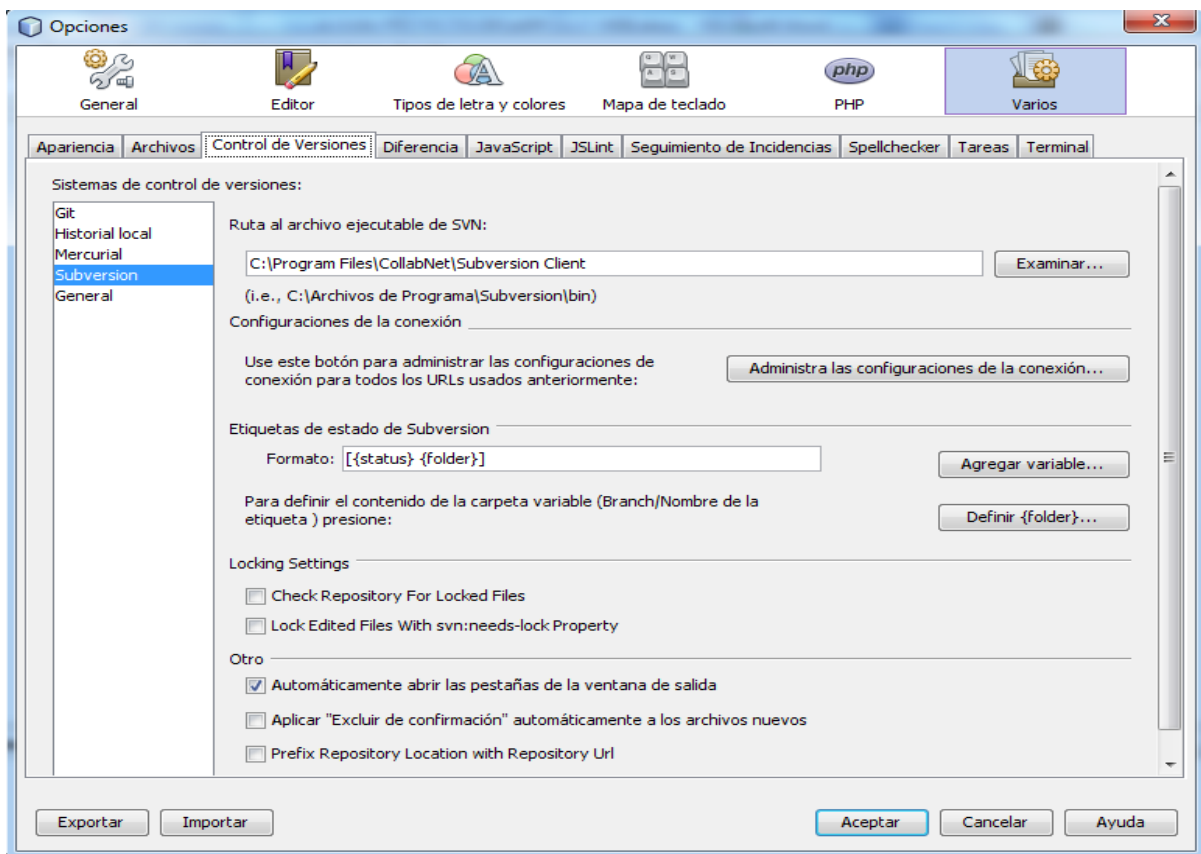 Opciones
General Editor Tipos de letra y colores Mapa de teclado php PHP Varios
Apariencia Archivos Control de Versiones Diferencia JavaScript JSLint Seguimiento de Incidencias Spellchecker Tareas Terminal
Sistemas de control de versiones:
Git
Historial local
Mercurial
Subversion
General
Ruta al archivo ejecutable de SVN:
C:\Program Files\CollabNet\Subversion Client Examinar...
(i.e., C:\Archivos de Programa\Subversion\bin)
Configuraciones de la conexión
Use este botón para administrar las configuraciones de
conexión para todos los URLs usados anteriormente:
Administra las configuraciones de la conexión...
Etiquetas de estado de Subversion
Formato: [{status} {folder}] Agregar variable...
Para definir el contenido de la carpeta variable (Branch/Nombre de la
etiqueta ) presione:
Definir {folder}...
Locking Settings
Check Repository For Locked Files
Lock Edited Files With svn:needs-lock Property
Otro
Automáticamente abrir las pestañas de la ventana de salida
Aplicar "Excluir de confirmación" automáticamente a los archivos nuevos
Prefix Repository Location with Repository Url
Exportar Importar Aceptar Cancelar Ayuda